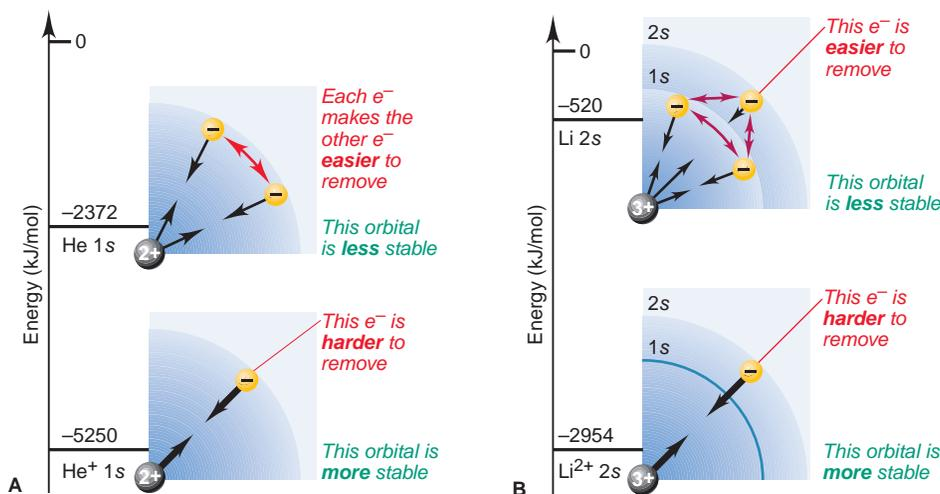 0
Energy (kJ/mol)
–2372
He 1s
–5250
He⁺ 1s
2+
Each e⁻
makes the
other e⁻
easier to
remove
This orbital
is less stable
2+
This e⁻ is
harder to
remove
This orbital is
more stable
A
0
Energy (kJ/mol)
–520
Li 2s
–2954
Li²⁺ 2s
2s
1s
3+
This e⁻ is
easier to
remove
This orbital
is less stable
2s
1s
3+
This e⁻ is
harder to
remove
This orbital is
more stable
B